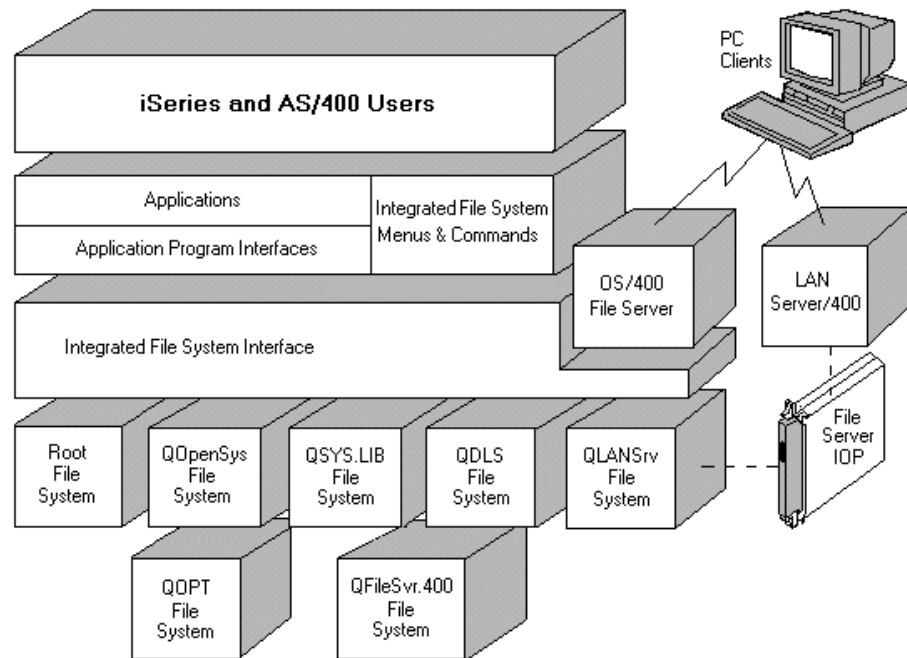 PC
Clients
iSeries and AS/400 Users
Applications
Application Program Interfaces
Integrated File System
Menus & Commands
OS/400
File Server
LAN
Server/400
Integrated File System Interface
File
Server
IOP
Root
File
System
QOpenSys
File
System
QSYS.LIB
File
System
QDLS
File
System
QLANSrv
File
System
QOPT
File
System
QFileSvr.400
File
System